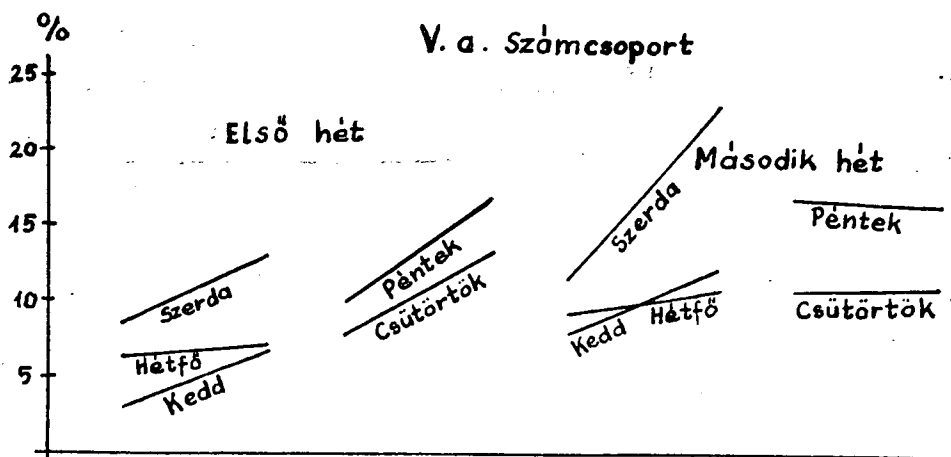 %
V. a. Számcsoport
25
Első hét
20
Második hét
15
Szerda
Péntek
Péntek
10
Szerda
Csütörtök
Kedd
Hétfő
Csütörtök
5
Hétfő
Kedd